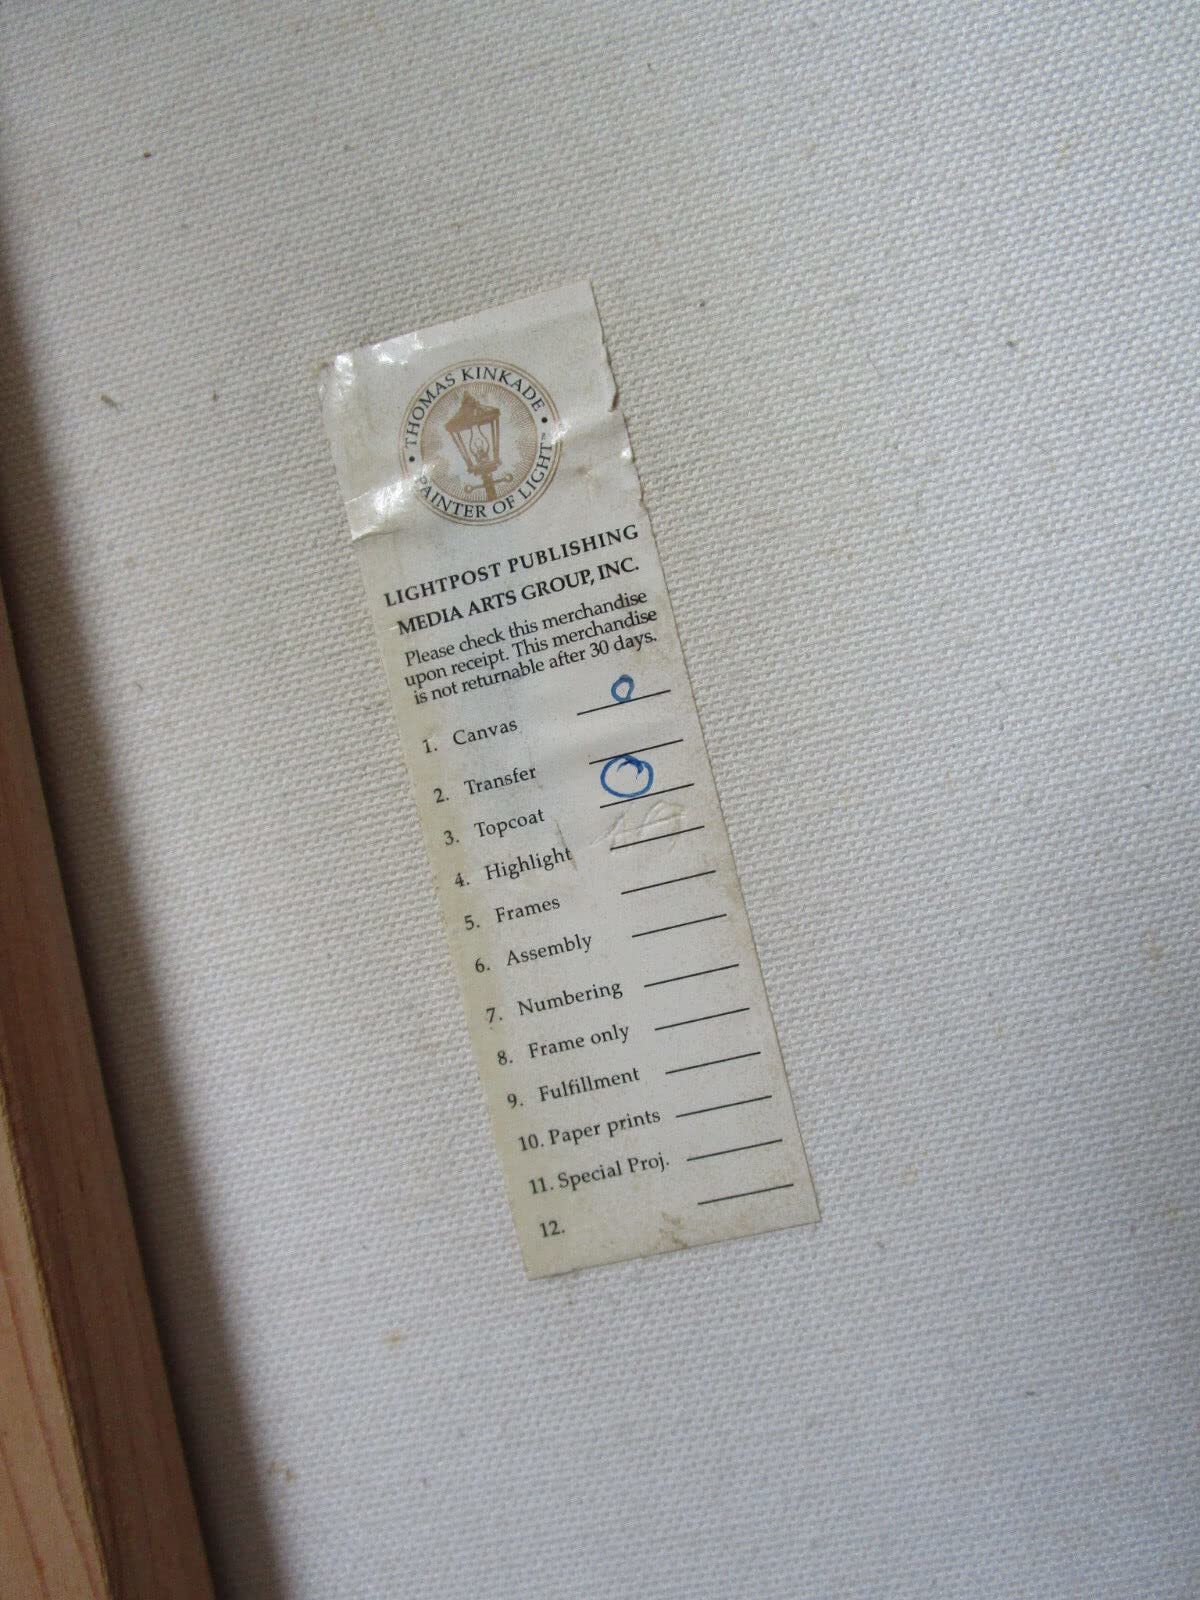 THOMAS KINKADE
PAINTER OF LIGHT™
LIGHTPOST PUBLISHING
MEDIA ARTS GROUP, INC.
Please check this merchandise
upon receipt. This merchandise
is not returnable after 30 days.
1. Canvas
2. Transfer
3. Topcoat
4. Highlight
5. Frames
6. Assembly
7. Numbering
8. Frame only
9. Fulfillment
10. Paper prints
11. Special Proj.
12.